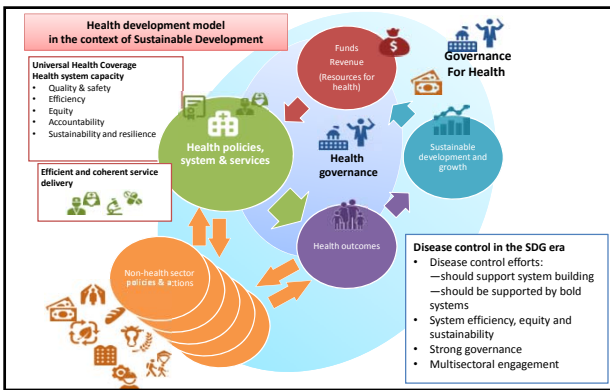 Health development model
in the context of Sustainable Development
Universal Health Coverage
Health system capacity
• Quality & safety
• Efficiency
• Equity
• Accountability
• Sustainability and resilience
Efficient and coherent service
delivery
Funds
Revenue
(Resources for
health)
Governance
For Health
Health policies,
system & services
Health
governance
Sustainable
development and
growth
Health outcomes
Non-health sector
policies & actions
Disease control in the SDG era
• Disease control efforts:
—should support system building
—should be supported by bold
systems
• System efficiency, equity and
sustainability
• Strong governance
• Multisectoral engagement